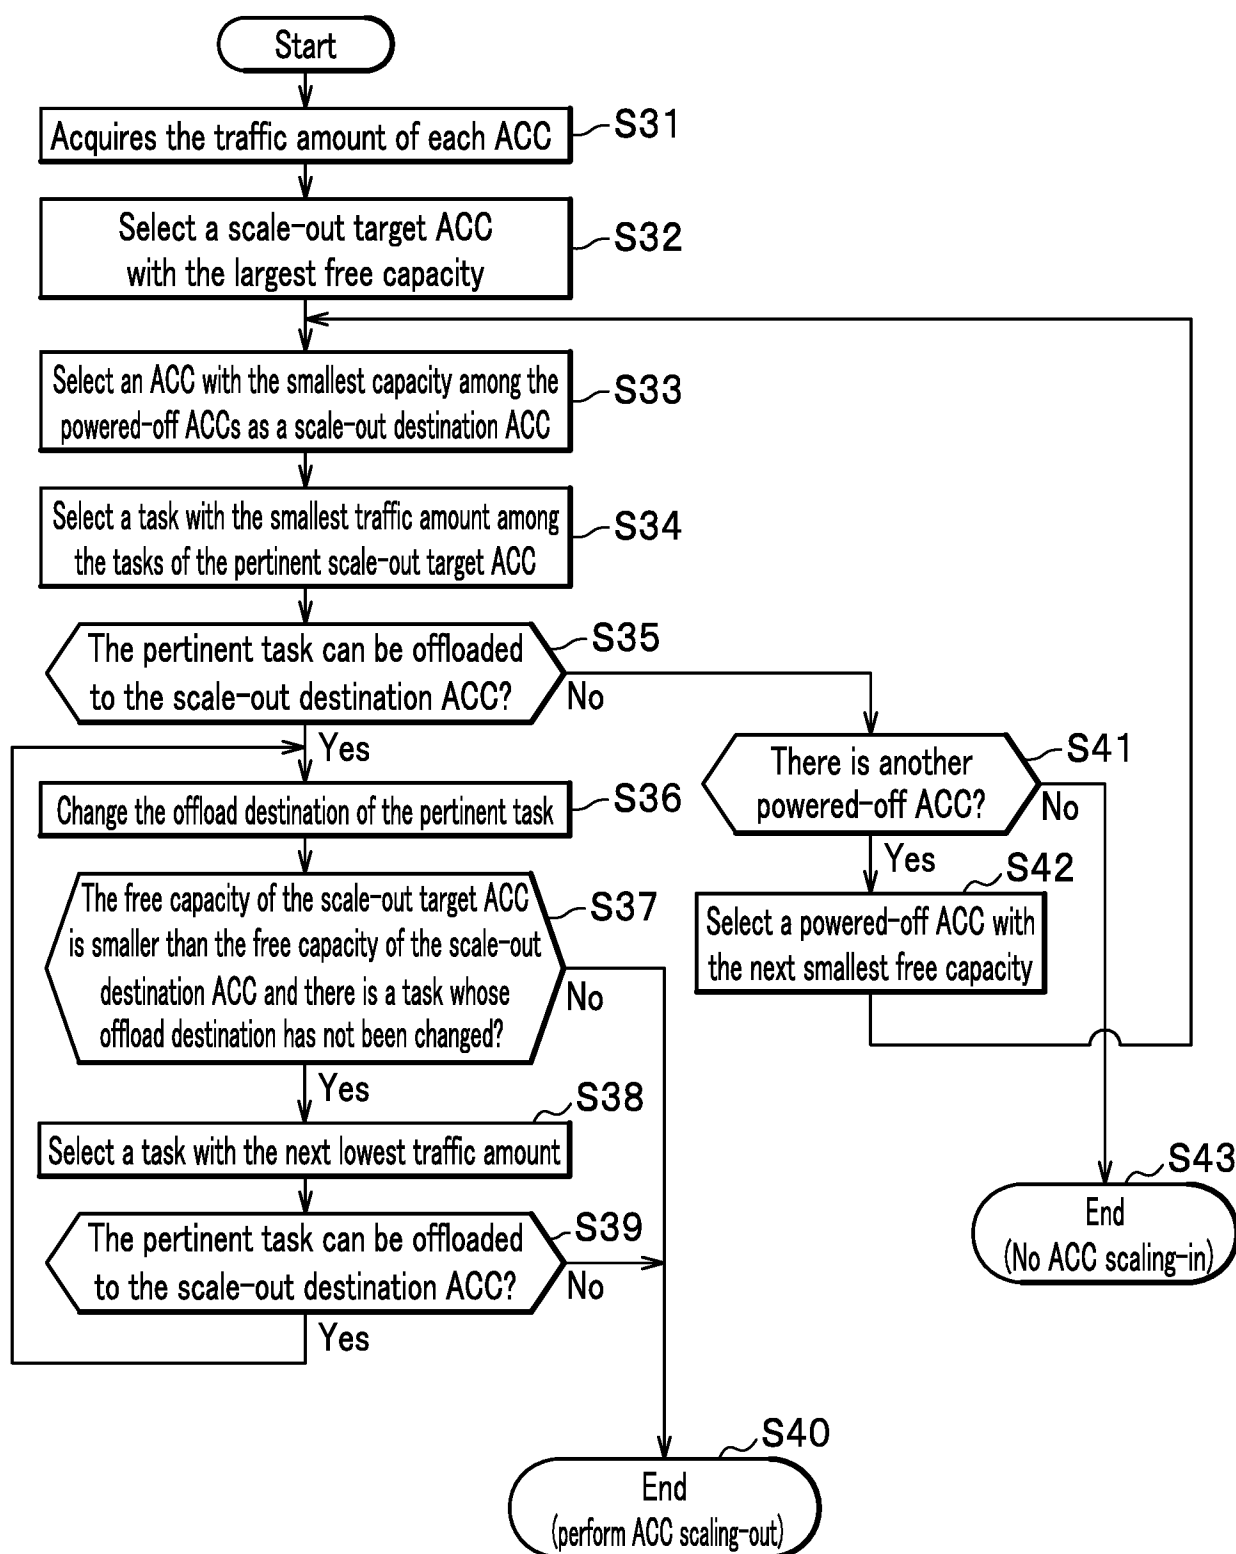 Start
Acquires the traffic amount of each ACC
S31
Select a scale-out target ACC
with the largest free capacity
S32
Select an ACC with the smallest capacity among the
powered-off ACCs as a scale-out destination ACC
S33
Select a task with the smallest traffic amount among
the tasks of the pertinent scale-out target ACC
S34
The pertinent task can be offloaded
to the scale-out destination ACC?
S35
No
Yes
Change the offload destination of the pertinent task
S36
The free capacity of the scale-out target ACC
is smaller than the free capacity of the scale-out
destination ACC and there is a task whose
offload destination has not been changed?
S37
No
Yes
Select a task with the next lowest traffic amount
S38
The pertinent task can be offloaded
to the scale-out destination ACC?
S39
No
Yes
End
(perform ACC scaling-out)
S40
There is another
powered-off ACC?
S41
No
Yes
Select a powered-off ACC with
the next smallest free capacity
S42
End
(No ACC scaling-in)
S43